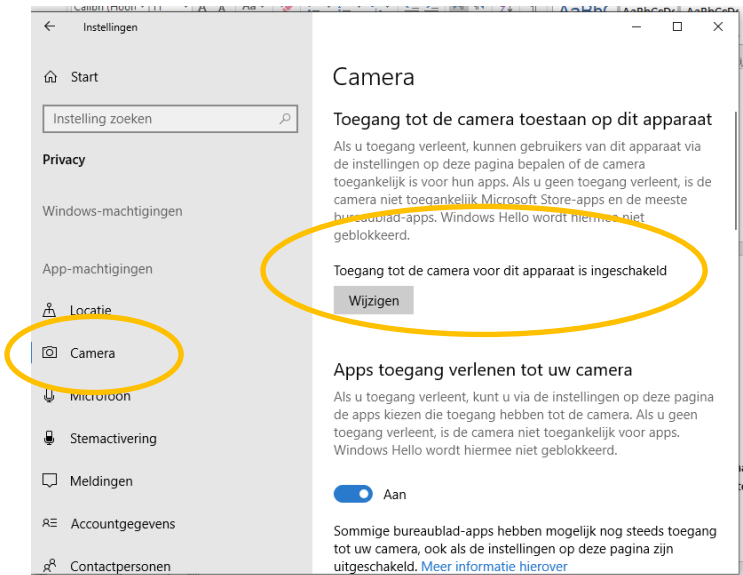 Instellingen
Start
Instelling zoeken
Privacy
Windows-machtigingen
App-machtigingen
Locatie
Camera
Microfoon
Stemactivering
Meldingen
Accountgegevens
Contactpersonen
Camera
Toegang tot de camera toestaan op dit apparaat
Als u toegang verleent, kunnen gebruikers van dit apparaat via
de instellingen op deze pagina bepalen of de camera
toegankelijk is voor hun apps. Als u geen toegang verleent, is de
camera niet toegankelijk Microsoft Store-apps en de meeste
bureaublad-apps. Windows Hello wordt hiermee niet
geblokkeerd.
Toegang tot de camera voor dit apparaat is ingeschakeld
Wijzigen
Apps toegang verlenen tot uw camera
Als u toegang verleent, kunt u via de instellingen op deze pagina
de apps kiezen die toegang hebben tot de camera. Als u geen
toegang verleent, is de camera niet toegankelijk voor apps.
Windows Hello wordt hiermee niet geblokkeerd.
Aan
Sommige bureaublad-apps hebben mogelijk nog steeds toegang
tot uw camera, ook als de instellingen op deze pagina zijn
uitgeschakeld. Meer informatie hierover